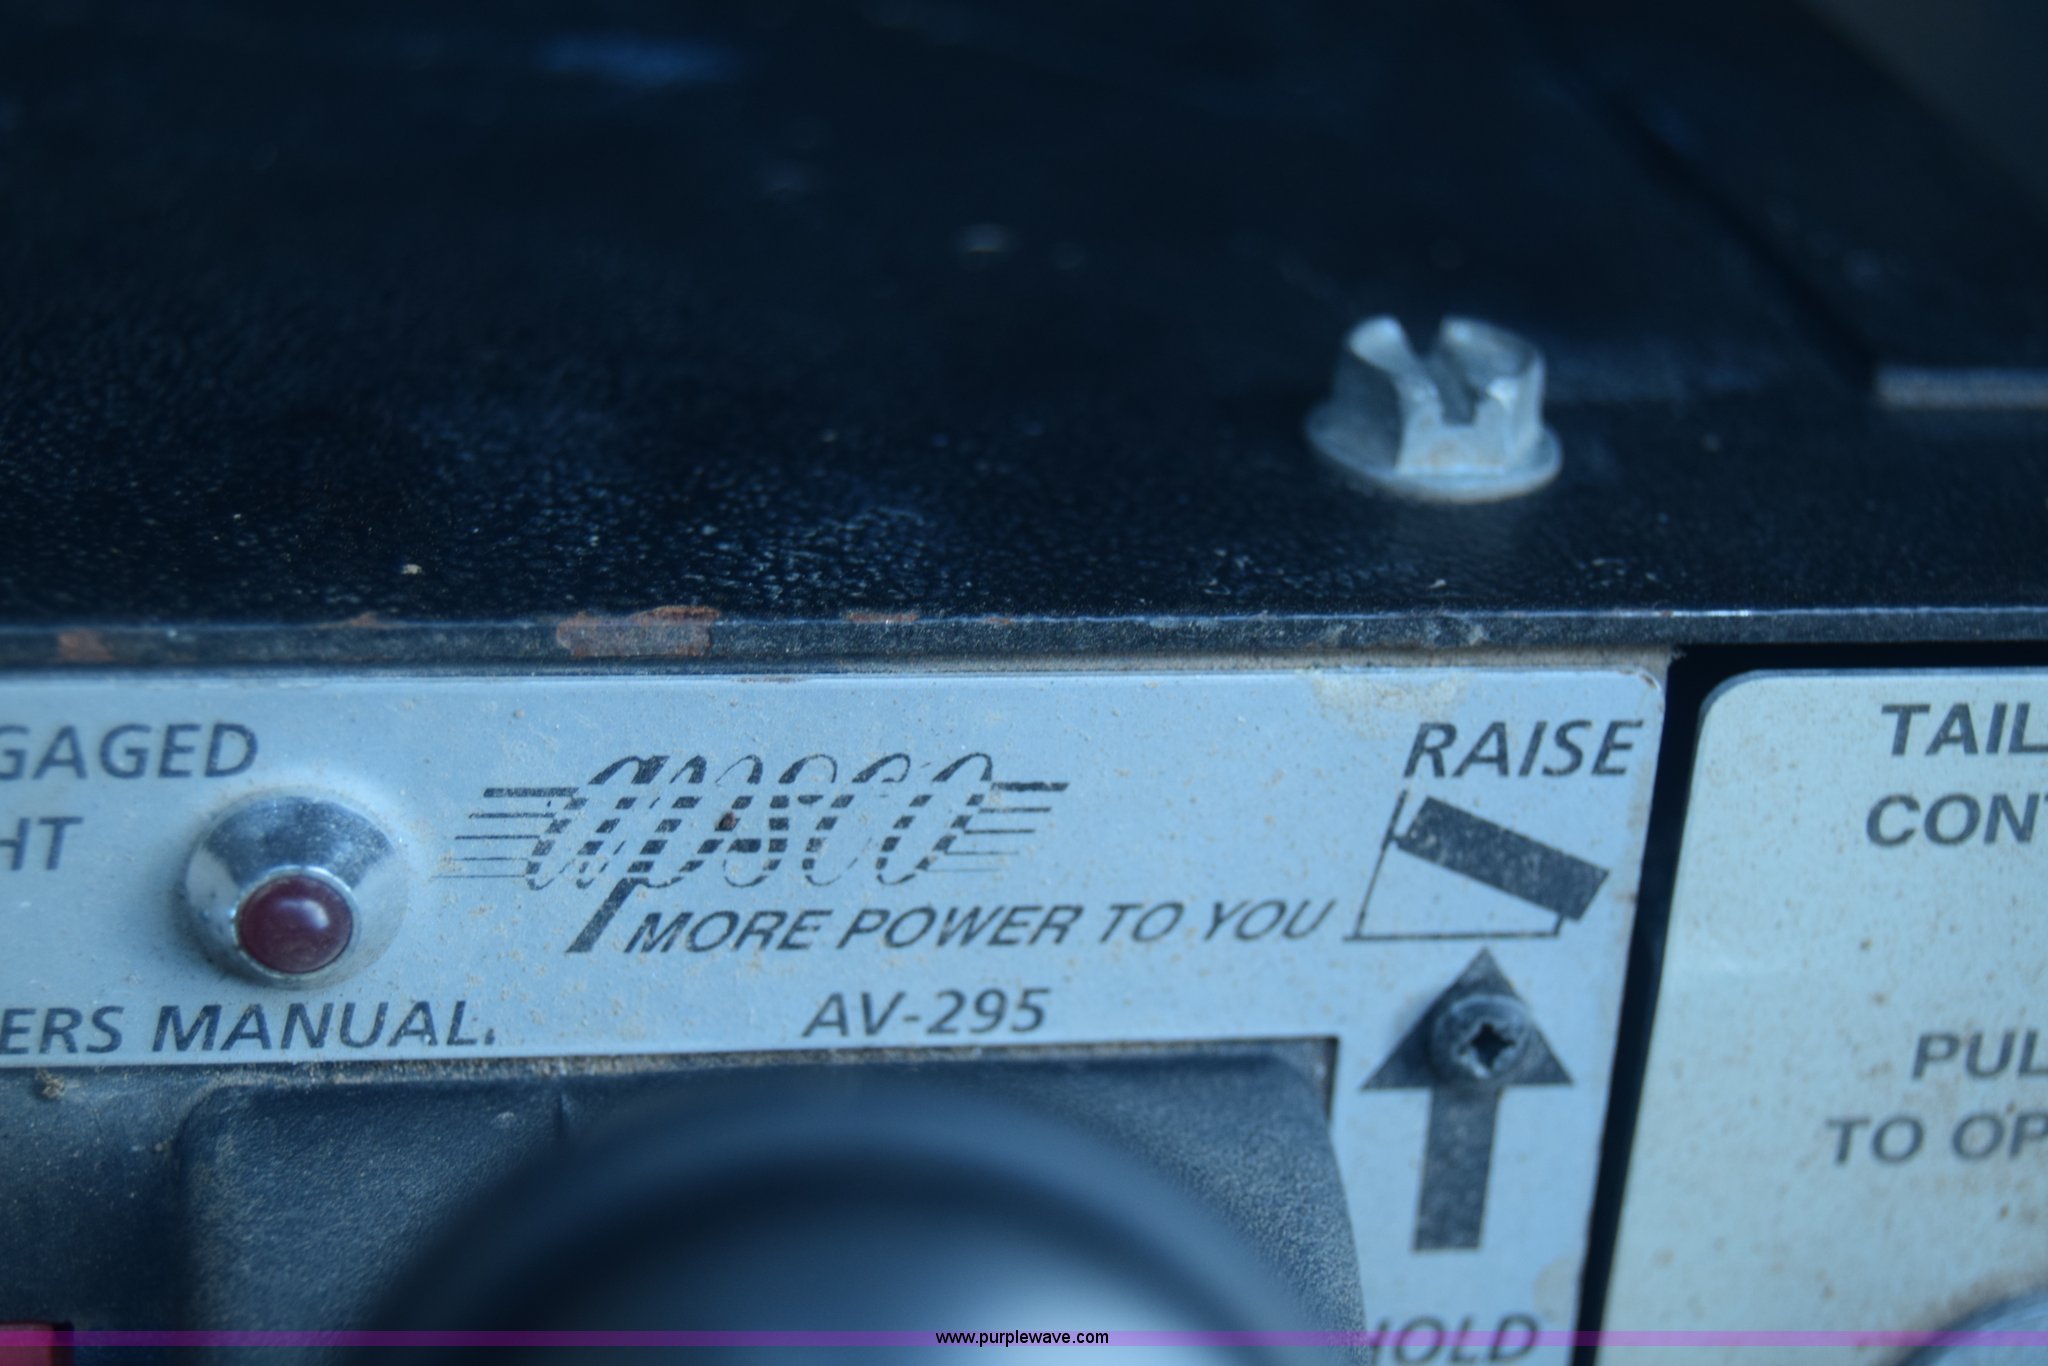 GAGED
HT
ERS MANUAL.
apsco
MORE POWER TO YOU
AV-295
RAISE
HOLD
TAIL
CONT
PUL
TO OP
www.purplewave.com